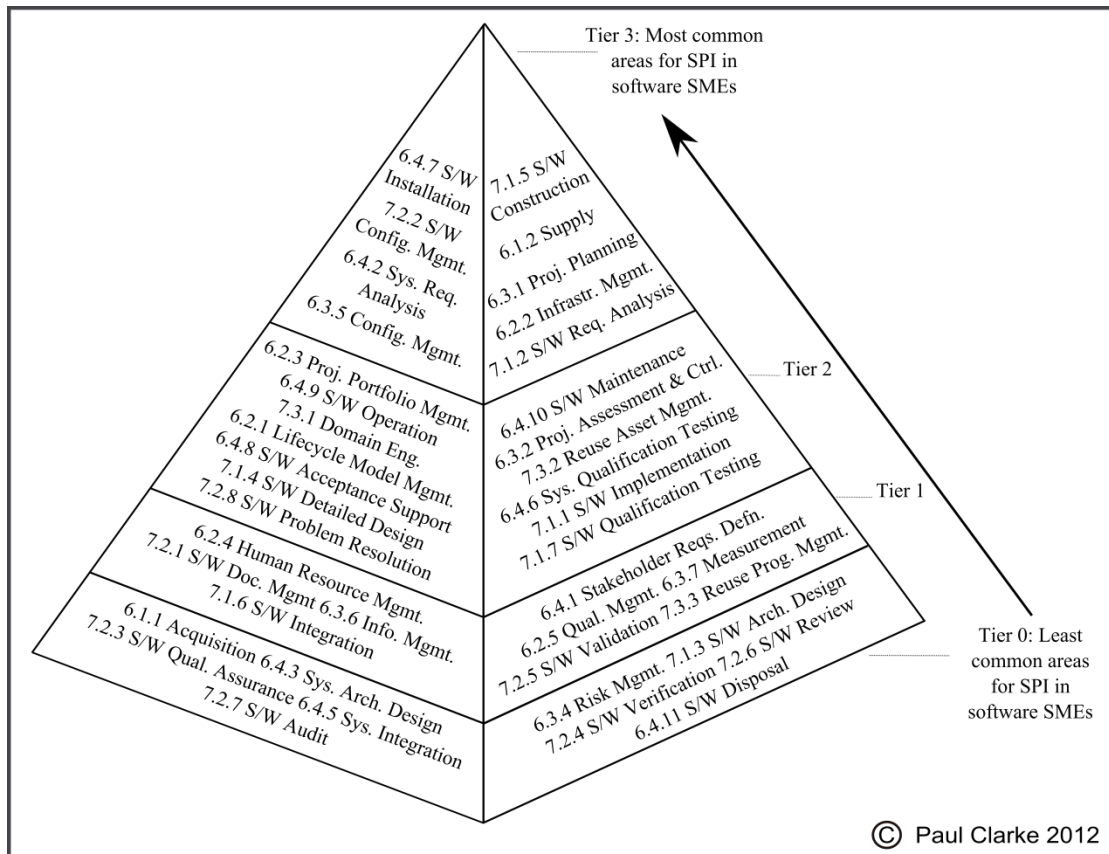 Tier 3: Most common
areas for SPI in
software SMEs
6.4.7 S/W
Installation
7.2.2 S/W
Config. Mgmt.
6.4.2 Sys. Req.
Analysis
6.3.5 Config. Mgmt.
7.1.5 S/W
Construction
6.1.2 Supply
6.3.1 Proj. Planning
6.2.2 Infrastr. Mgmt.
7.1.2 S/W Req. Analysis
Tier 2
6.2.3 Proj. Portfolio Mgmt.
6.4.9 S/W Operation
7.3.1 Domain Eng.
6.2.1 Lifecycle Model Mgmt.
6.4.8 S/W Acceptance Support
7.1.4 S/W Detailed Design
7.2.8 S/W Problem Resolution
6.4.10 S/W Maintenance
6.3.2 Proj. Assessment & Ctrl.
7.3.2 Reuse Asset Mgmt.
6.4.6 Sys. Qualification Testing
7.1.1 S/W Implementation
7.1.7 S/W Qualification Testing
Tier 1
6.2.4 Human Resource Mgmt.
7.2.1 S/W Doc. Mgmt 6.3.6 Info. Mgmt.
7.1.6 S/W Integration
6.4.1 Stakeholder Reqs. Defn.
6.2.5 Qual. Mgmt. 6.3.7 Measurement
7.2.5 S/W Validation 7.3.3 Reuse Prog. Mgmt.
6.1.1 Acquisition 6.4.3 Sys. Arch. Design
7.2.3 S/W Qual. Assurance 6.4.5 Sys. Integration
7.2.7 S/W Audit
6.3.4 Risk Mgmt. 7.1.3 S/W Arch. Design
7.2.4 S/W Verification 7.2.6 S/W Review
6.4.11 S/W Disposal
Tier 0: Least
common areas
for SPI in
software SMEs
© Paul Clarke 2012